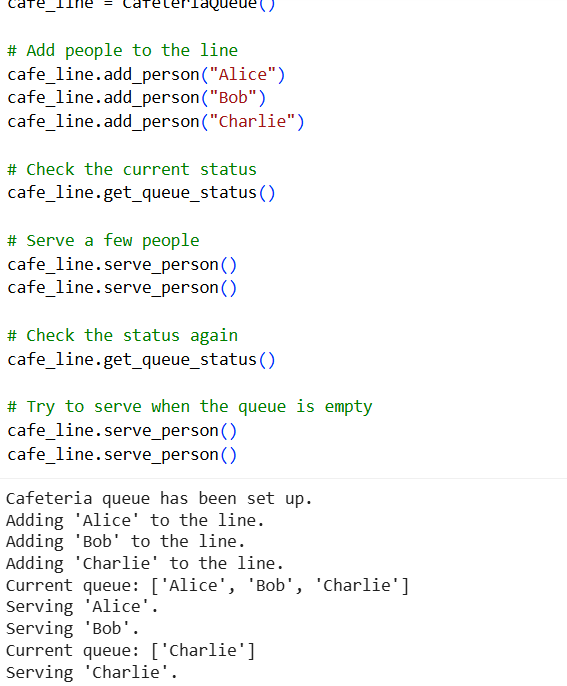 cafe_line = CafeteriaQueue()
# Add people to the line
cafe_line.add_person("Alice")
cafe_line.add_person("Bob")
cafe_line.add_person("Charlie")
# Check the current status
cafe_line.get_queue_status()
# Serve a few people
cafe_line.serve_person()
cafe_line.serve_person()
# Check the status again
cafe_line.get_queue_status()
# Try to serve when the queue is empty
cafe_line.serve_person()
cafe_line.serve_person()
Cafeteria queue has been set up.
Adding 'Alice' to the line.
Adding 'Bob' to the line.
Adding 'Charlie' to the line.
Current queue: ['Alice', 'Bob', 'Charlie']
Serving 'Alice'.
Serving 'Bob'.
Current queue: ['Charlie']
Serving 'Charlie'.